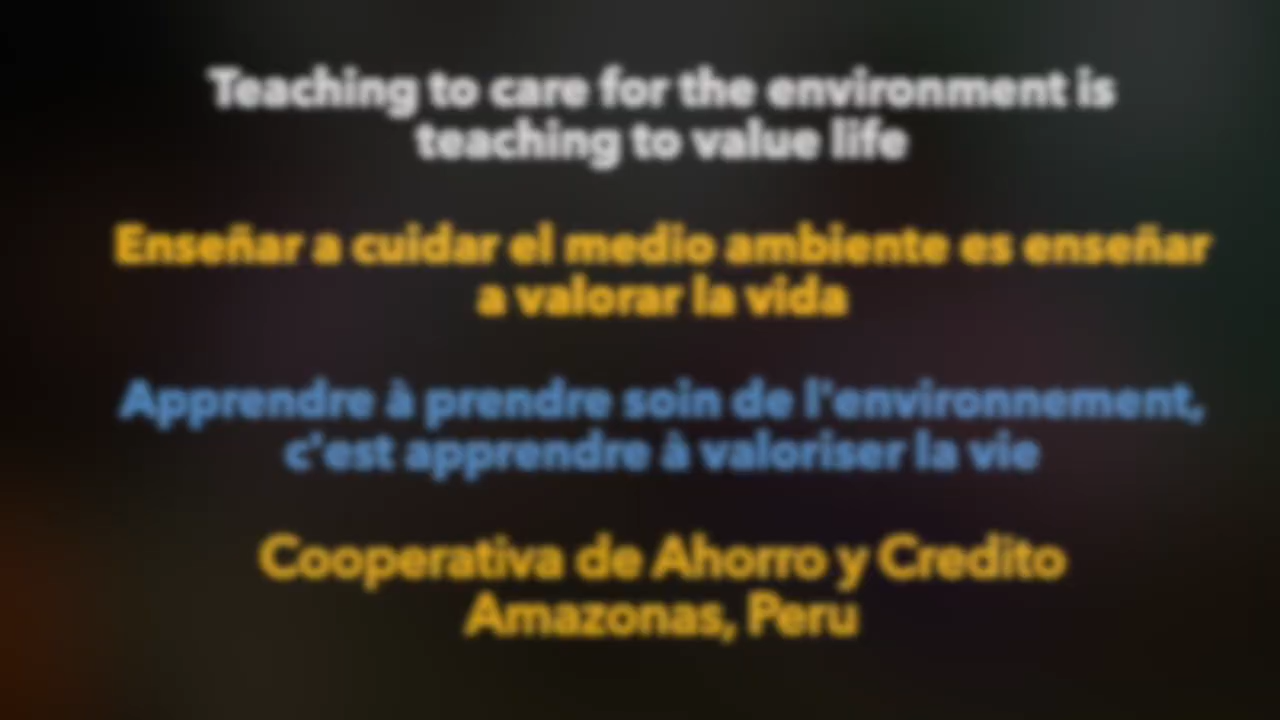 Teaching to care for the environment is
teaching to value life
Enseñar a cuidar el medio ambiente es enseñar
a valorar la vida
Apprendre à prendre soin de l'environnement,
c'est apprendre à valoriser la vie
Cooperativa de Ahorro y Credito
Amazonas, Peru